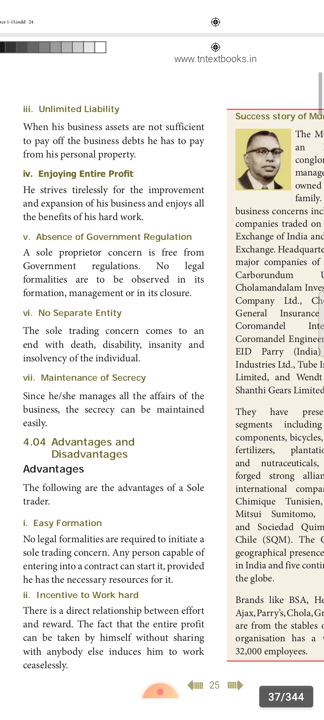 ce 1-15.indd 24
www.tntextbooks.in
iii. Unlimited Liability
When his business assets are not sufficient
to pay off the business debts he has to pay
from his personal property.
iv. Enjoying Entire Profit
He strives tirelessly for the improvement
and expansion of his business and enjoys all
the benefits of his hard work.
v. Absence of Government Regulation
A sole proprietor concern is free from
Government regulations. No legal
formalities are to be observed in its
formation, management or in its closure.
vi. No Separate Entity
The sole trading concern comes to an
end with death, disability, insanity and
insolvency of the individual.
vii. Maintenance of Secrecy
Since he/she manages all the affairs of the
business, the secrecy can be maintained
easily.
4.04 Advantages and
Disadvantages
Advantages
The following are the advantages of a Sole
trader.
i. Easy Formation
No legal formalities are required to initiate a
sole trading concern. Any person capable of
entering into a contract can start it, provided
he has the necessary resources for it.
ii. Incentive to Work hard
There is a direct relationship between effort
and reward. The fact that the entire profit
can be taken by himself without sharing
with anybody else induces him to work
ceaselessly.
Success story of Mu
The M
an
conglo
manage
owned
family.
business concerns incl
companies traded on
Exchange of India and
Exchange. Headquarte
major companies of
Carborundum U
Cholamandalam Inves
Company Ltd., Ch
General Insurance
Coromandel Inte
Coromandel Engineer
EID Parry (India)
Industries Ltd., Tube I
Limited, and Wendt
Shanthi Gears Limited
They have prese
segments including
components, bicycles,
fertilizers, plantatio
and nutraceuticals,
forged strong allian
international compa
Chimique Tunisien,
Mitsui Sumitomo,
and Sociedad Quim
Chile (SQM). The G
geographical presence
in India and five contin
the globe.
Brands like BSA, He
Ajax, Parry's, Chola, Gr
are from the stables o
organisation has a
32,000 employees.
25
37/344